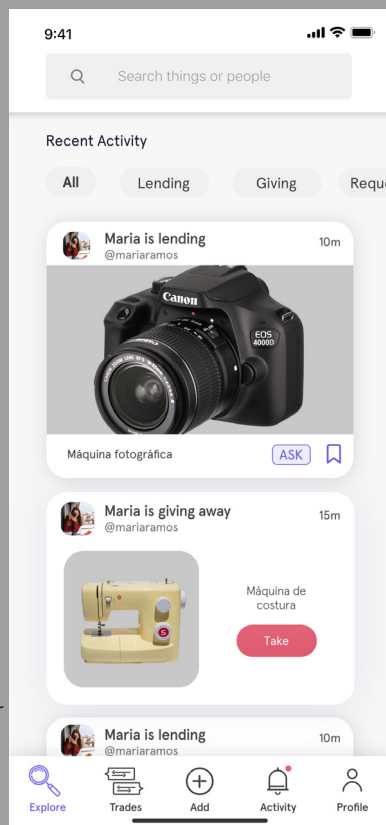 9:41
Search things or people
Recent Activity
All Lending Giving Requ
Maria is lending 10m
@mariaramos
Canon
EOS
4000D
Máquina fotográfica ASK
Maria is giving away 15m
@mariaramos
Máquina de
costura
S
Take
Maria is lending 10m
@mariaramos
Explore Trades Add Activity Profile